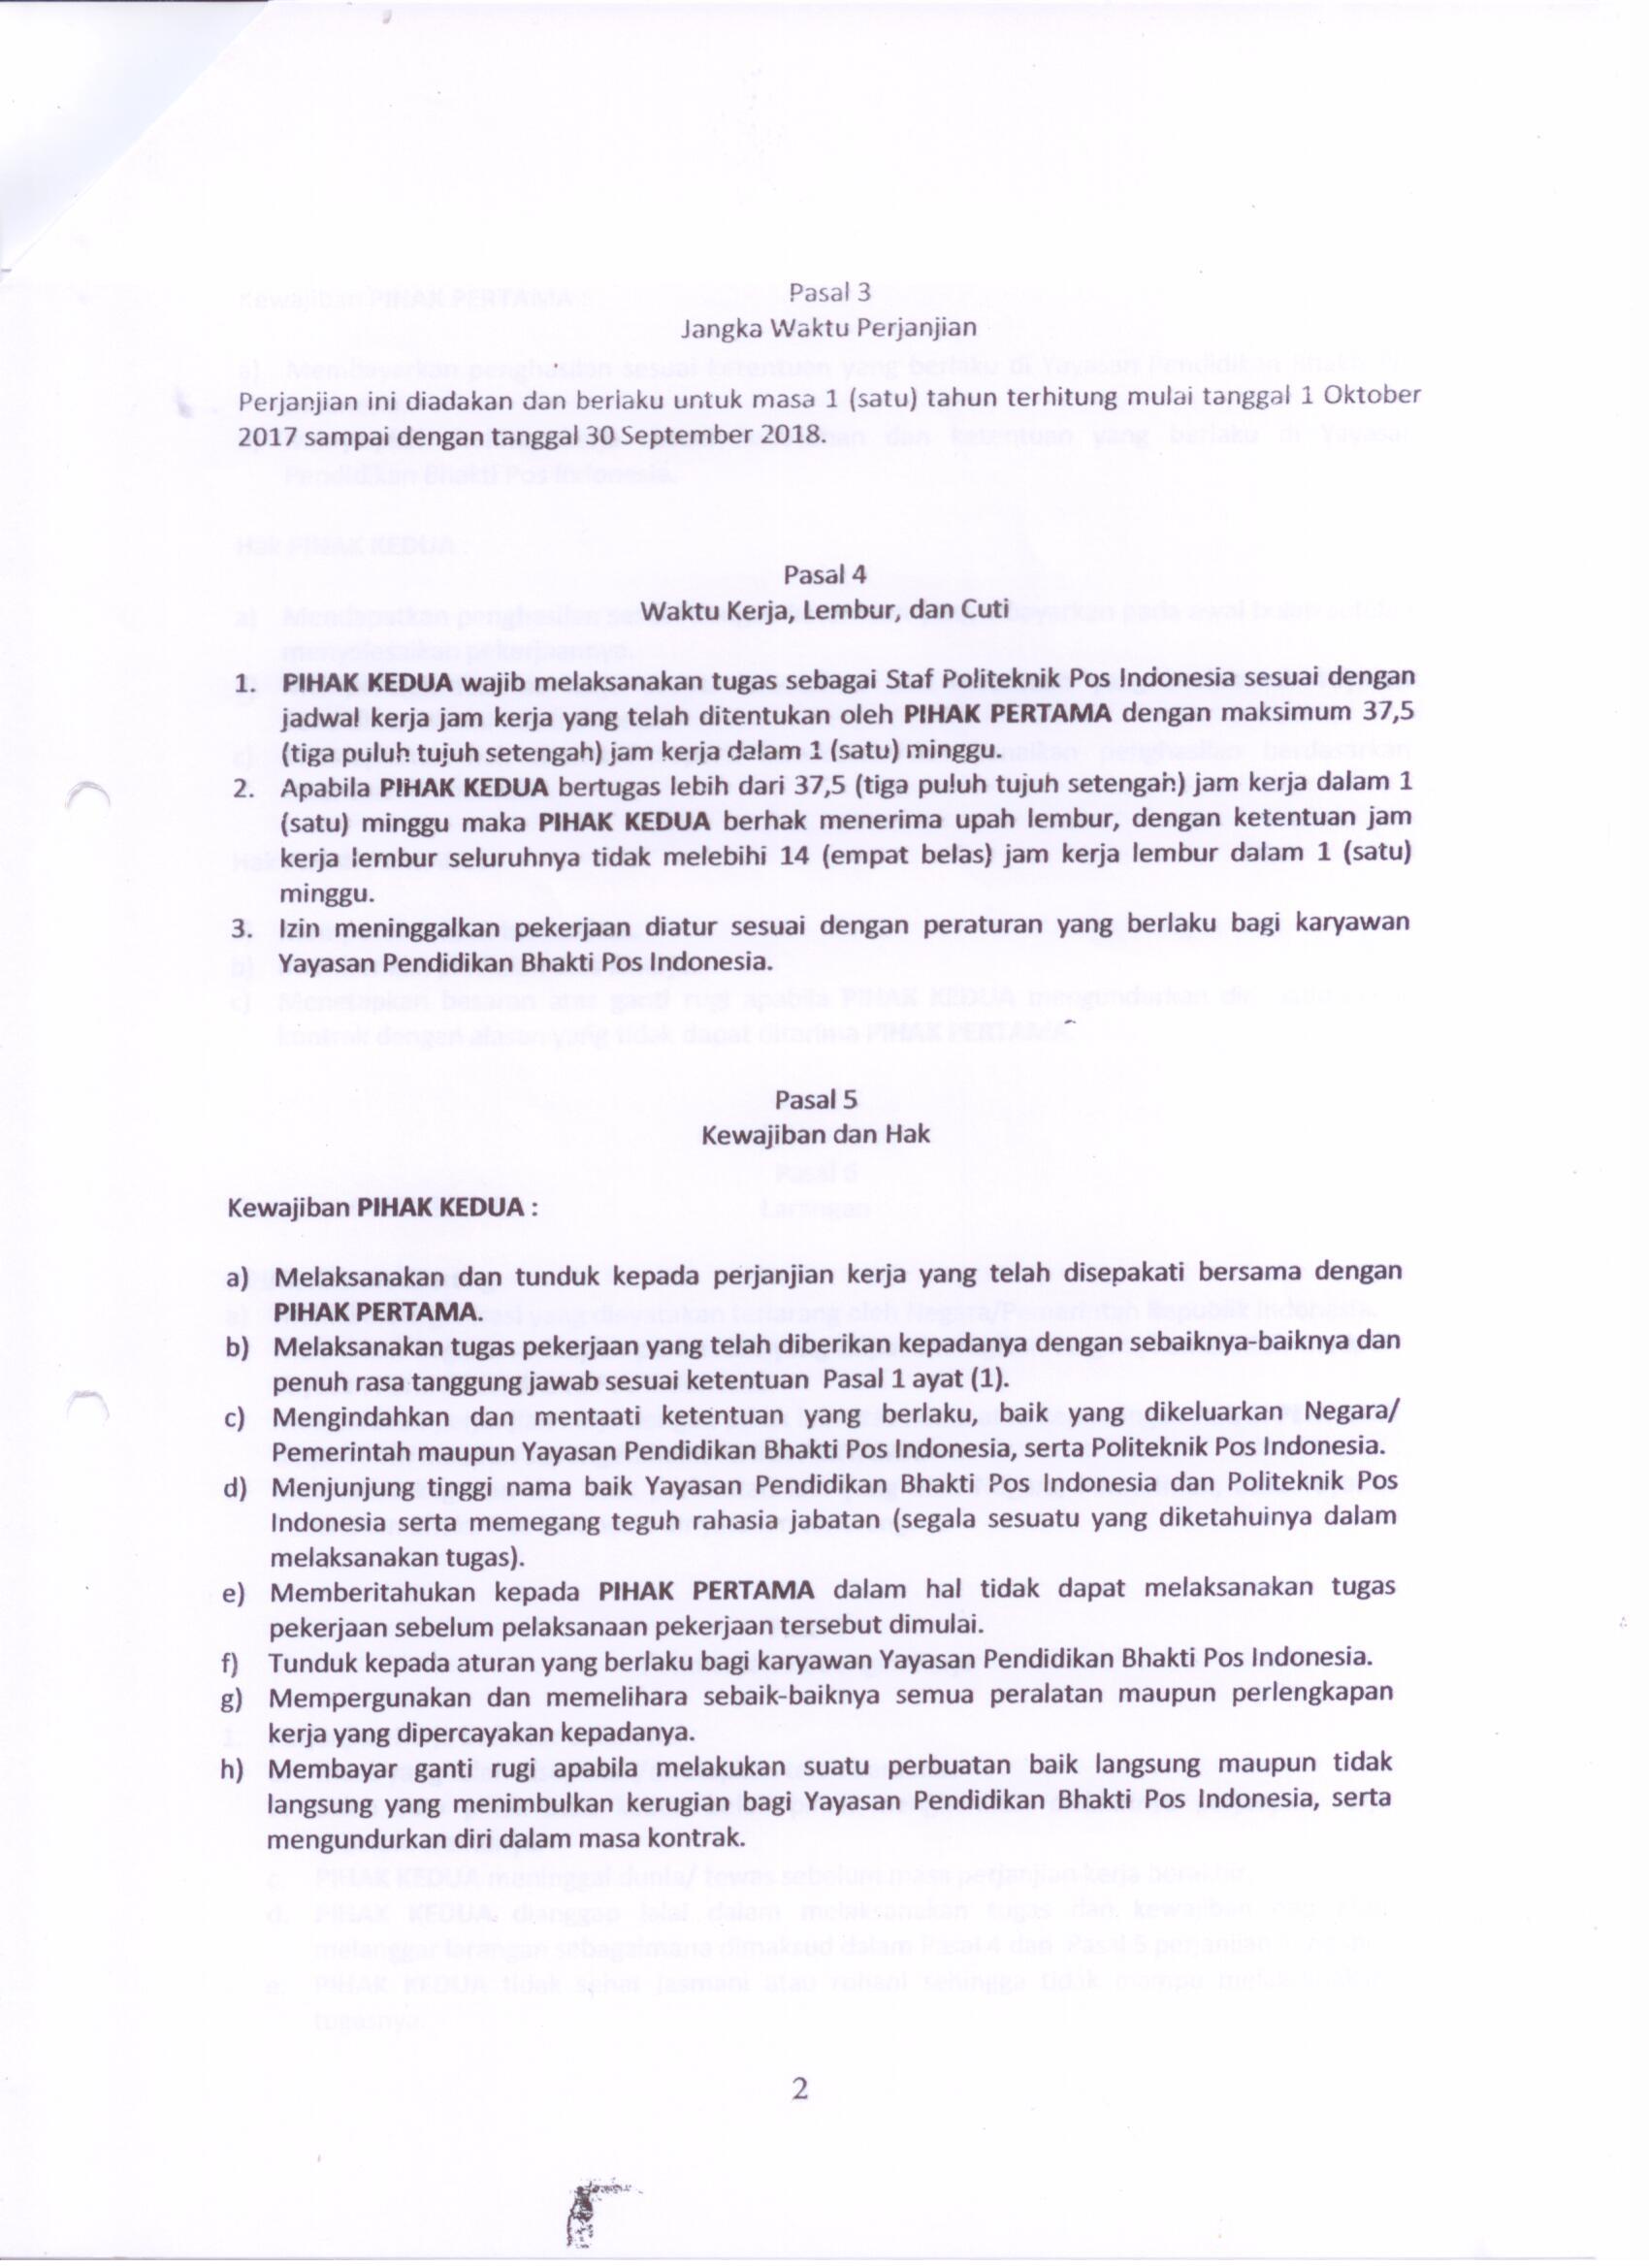 Pasal 3
Jangka Waktu Perjanjian
Perjanjian ini diadakan dan berlaku untuk masa 1 (satu) tahun terhitung mulai tanggal 1 Oktober
2017 sampai dengan tanggal 30 September 2018.
Pasal 4
Waktu Kerja, Lembur, dan Cuti
1. PIHAK KEDUA wajib melaksanakan tugas sebagai Staf Politeknik Pos Indonesia sesuai dengan
jadwal kerja jam kerja yang telah ditentukan oleh PIHAK PERTAMA dengan maksimum 37,5
(tiga puluh tujuh setengah) jam kerja dalam 1 (satu) minggu.
2. Apabila PIHAK KEDUA bertugas lebih dari 37,5 (tiga puluh tujuh setengah) jam kerja dalam 1
(satu) minggu maka PIHAK KEDUA berhak menerima upah lembur, dengan ketentuan jam
kerja lembur seluruhnya tidak melebihi 14 (empat belas) jam kerja lembur dalam 1 (satu)
minggu.
3. Izin meninggalkan pekerjaan diatur sesuai dengan peraturan yang berlaku bagi karyawan
Yayasan Pendidikan Bhakti Pos Indonesia.
Pasal 5
Kewajiban dan Hak
Kewajiban PIHAK KEDUA :
a) Melaksanakan dan tunduk kepada perjanjian kerja yang telah disepakati bersama dengan
PIHAK PERTAMA.
b) Melaksanakan tugas pekerjaan yang telah diberikan kepadanya dengan sebaiknya-baiknya dan
penuh rasa tanggung jawab sesuai ketentuan Pasal 1 ayat (1).
c) Mengindahkan dan mentaati ketentuan yang berlaku, baik yang dikeluarkan Negara/
Pemerintah maupun Yayasan Pendidikan Bhakti Pos Indonesia, serta Politeknik Pos Indonesia.
d) Menjunjung tinggi nama baik Yayasan Pendidikan Bhakti Pos Indonesia dan Politeknik Pos
Indonesia serta memegang teguh rahasia jabatan (segala sesuatu yang diketahuinya dalam
melaksanakan tugas).
e) Memberitahukan kepada PIHAK PERTAMA dalam hal tidak dapat melaksanakan tugas
pekerjaan sebelum pelaksanaan pekerjaan tersebut dimulai.
f) Tunduk kepada aturan yang berlaku bagi karyawan Yayasan Pendidikan Bhakti Pos Indonesia.
g) Mempergunakan dan memelihara sebaik-baiknya semua peralatan maupun perlengkapan
kerja yang dipercayakan kepadanya.
h) Membayar ganti rugi apabila melakukan suatu perbuatan baik langsung maupun tidak
langsung yang menimbulkan kerugian bagi Yayasan Pendidikan Bhakti Pos Indonesia, serta
mengundurkan diri dalam masa kontrak.
2